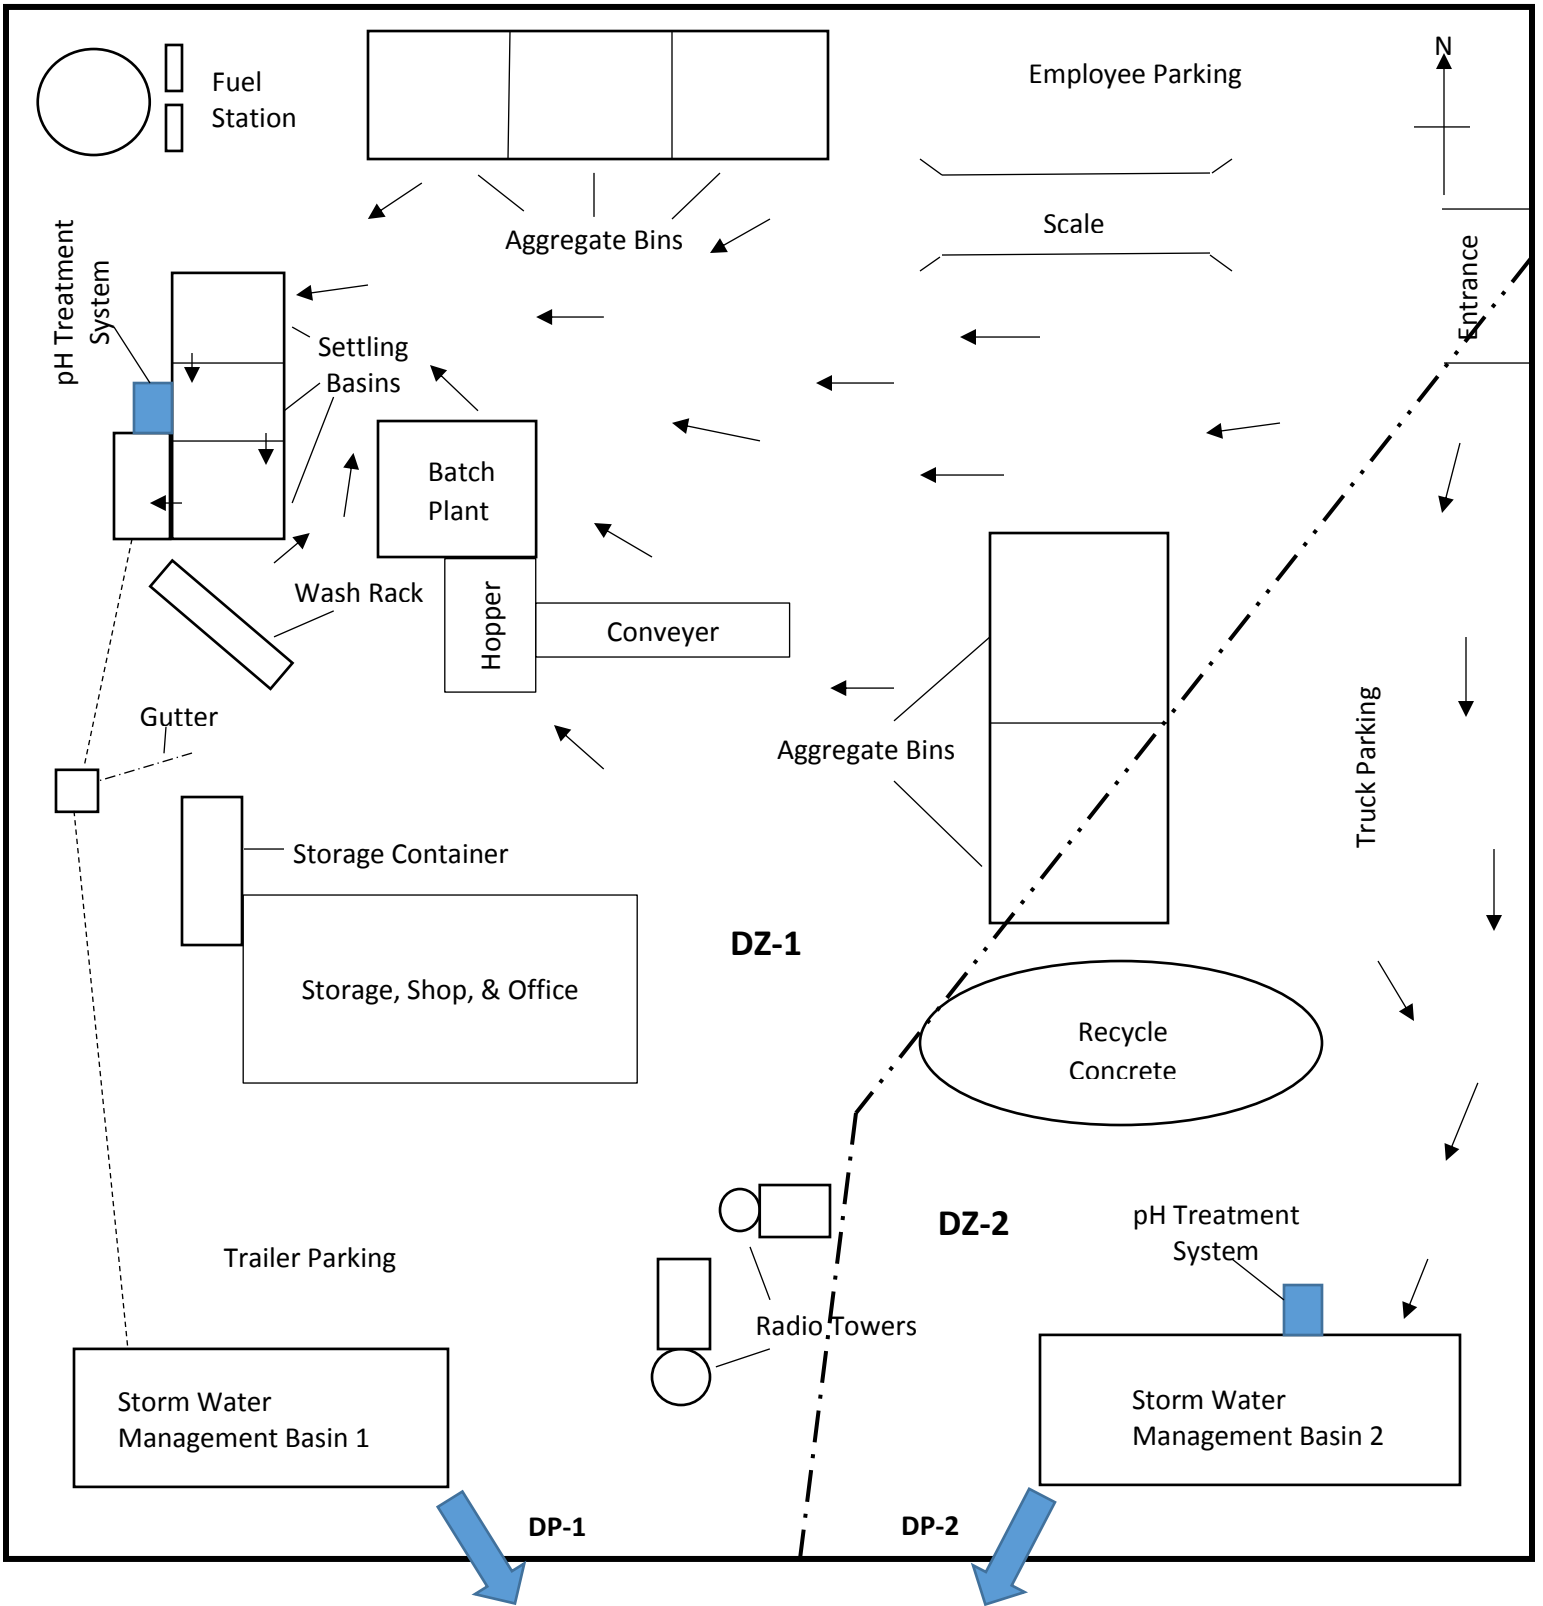 Fuel
Station
Employee Parking
N
Aggregate Bins
Scale
Entrance
pH Treatment
System
Settling
Basins
Batch
Plant
Wash Rack
Hopper
Conveyer
Gutter
Aggregate Bins
Truck Parking
Storage Container
DZ-1
Storage, Shop, & Office
Recycle
Concrete
DZ-2
pH Treatment
System
Trailer Parking
Radio Towers
Storm Water
Management Basin 1
Storm Water
Management Basin 2
DP-1
DP-2